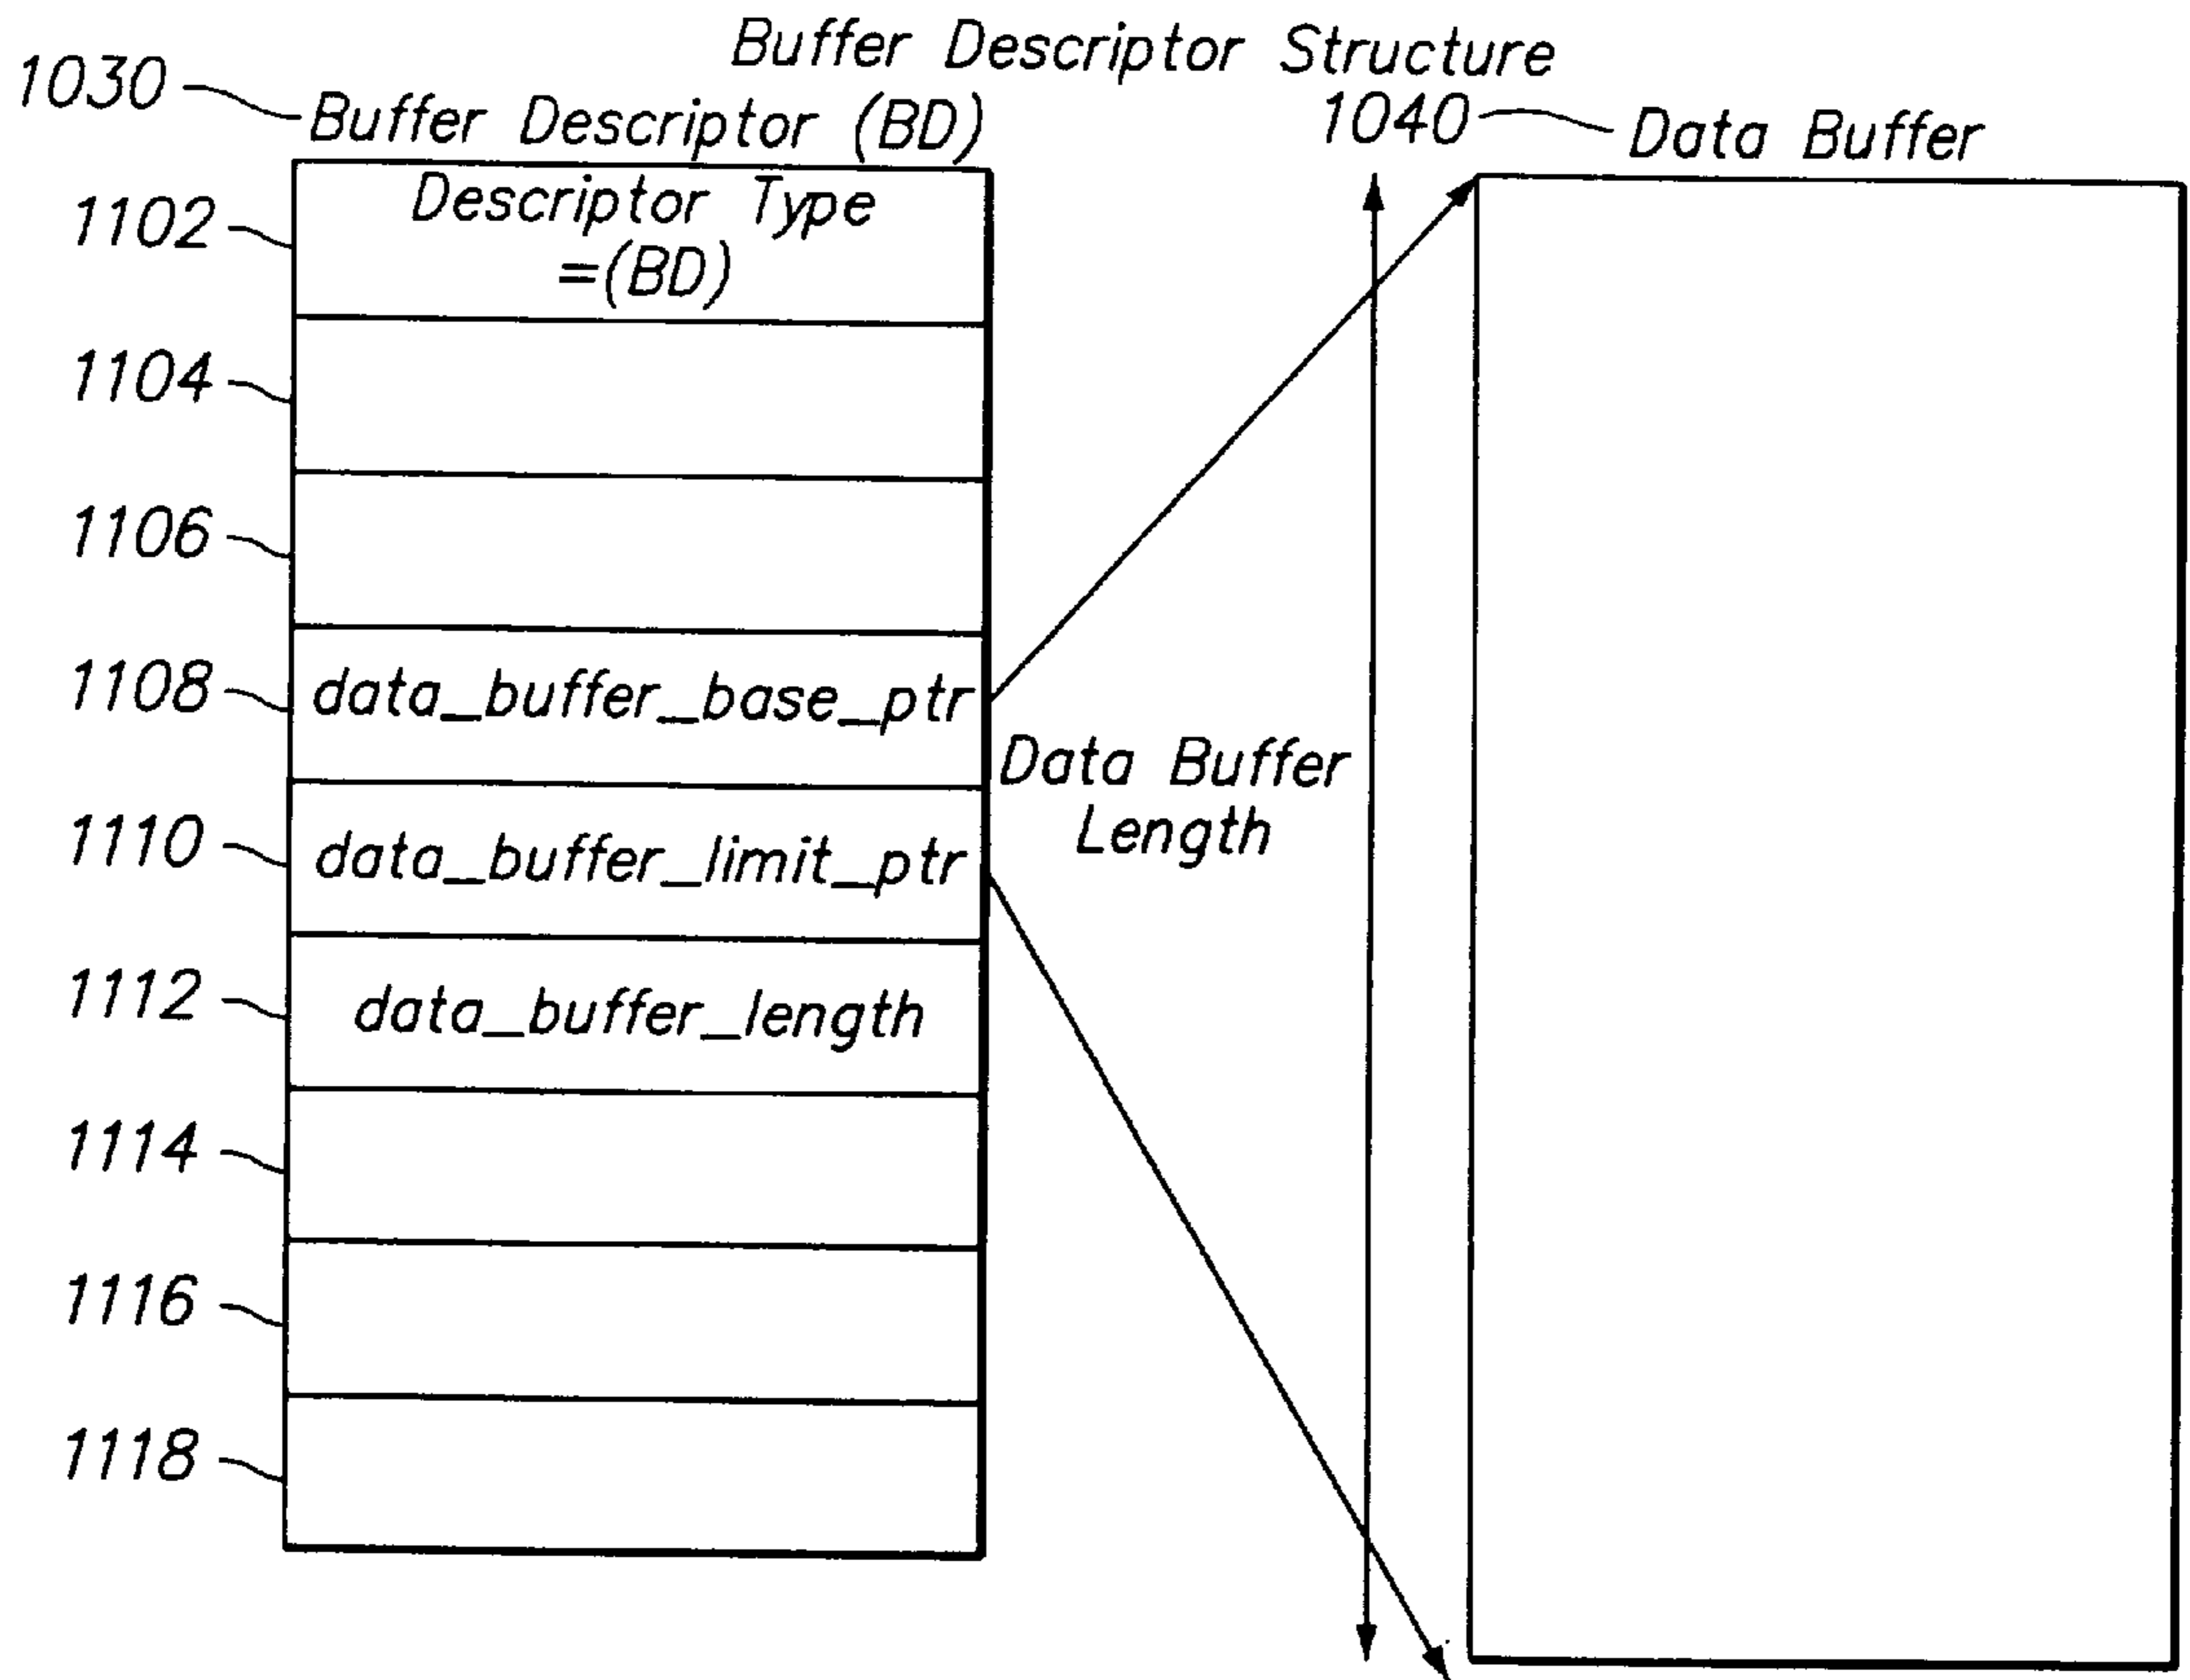 Buffer Descriptor Structure
1030
Buffer Descriptor (BD)
1040
Data Buffer
1102
Descriptor Type
=(BD)
1104
1106
1108
data_buffer_base_ptr
Data Buffer
Length
1110
data_buffer_limit_ptr
1112
data_buffer_length
1114
1116
1118